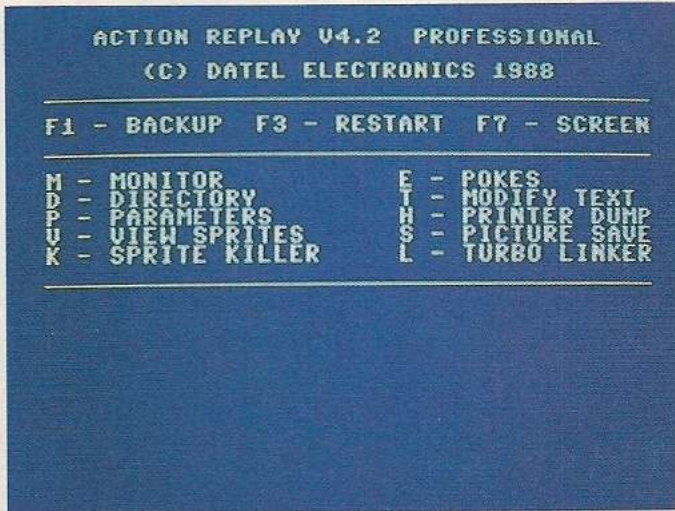 ACTION REPLAY V4.2 PROFESSIONAL
(C) DATEL ELECTRONICS 1988
F1 - BACKUP F3 - RESTART F7 - SCREEN
M - MONITOR E - POKES
D - DIRECTORY T - MODIFY TEXT
P - PARAMETERS H - PRINTER DUMP
V - VIEW SPRITES S - PICTURE SAVE
K - SPRITE KILLER L - TURBO LINKER